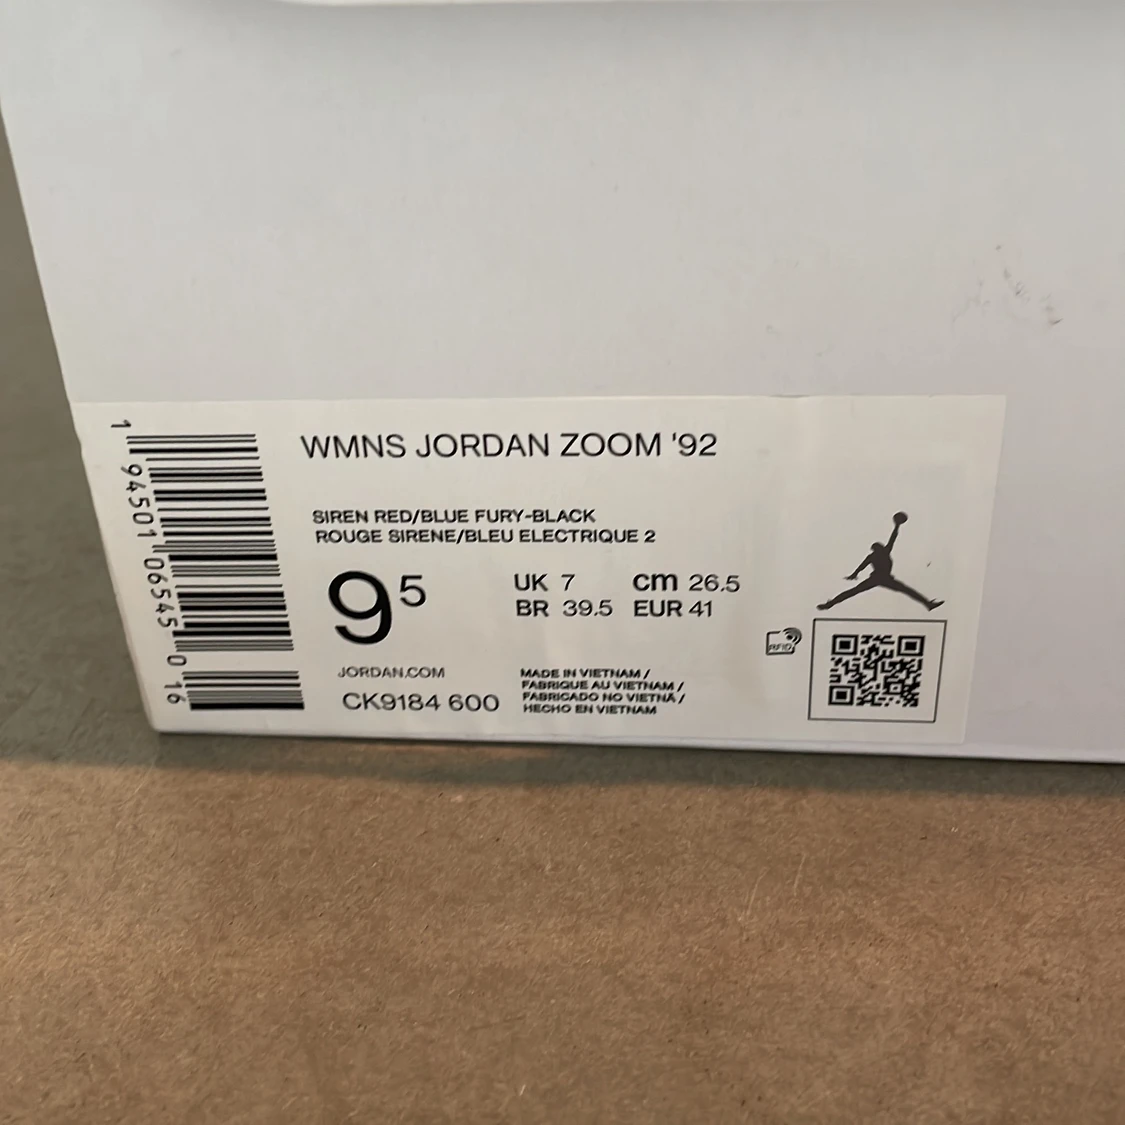 WMNS JORDAN ZOOM '92
SIREN RED/BLUE FURY-BLACK
ROUGE SIRENE/BLEU ELECTRIQUE 2
9⁵
UK 7 cm 26.5
BR 39.5 EUR 41
JORDAN.COM
CK9184 600
MADE IN VIETNAM /
FABRIQUE AU VIETNAM /
FABRICADO NO VIETNÃ /
HECHO EN VIETNAM
RFID
1 94501 06545 0 16